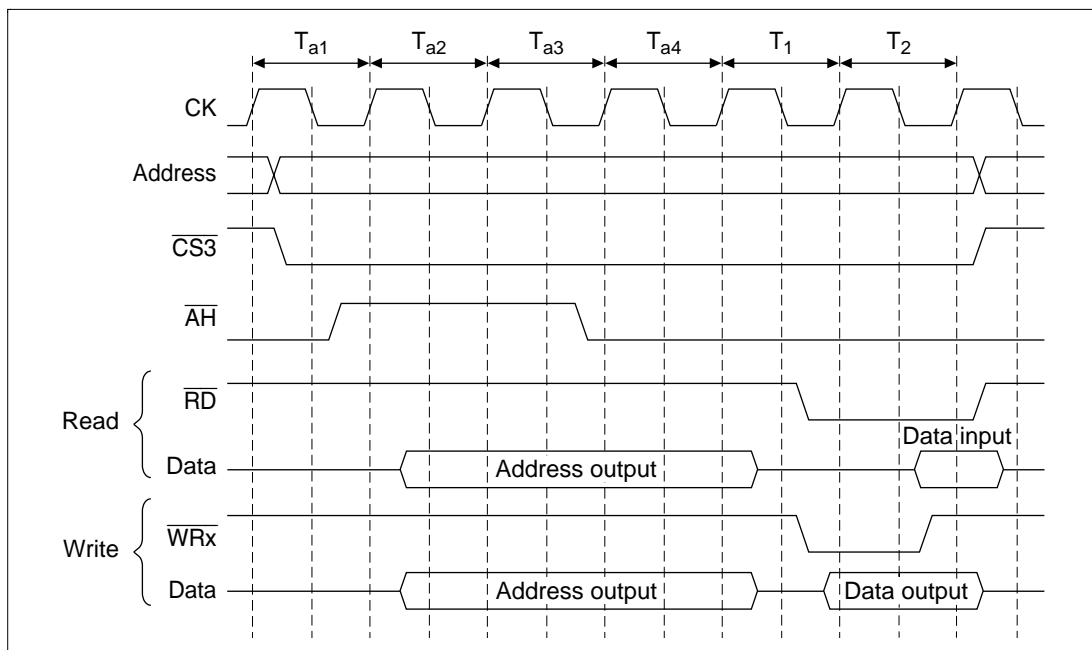 Ta1 Ta2 Ta3 Ta4 T1 T2
CK
Address
CS3
AH
Read
RD
Data input
Data
Address output
Write
WRx
Data
Address output
Data output